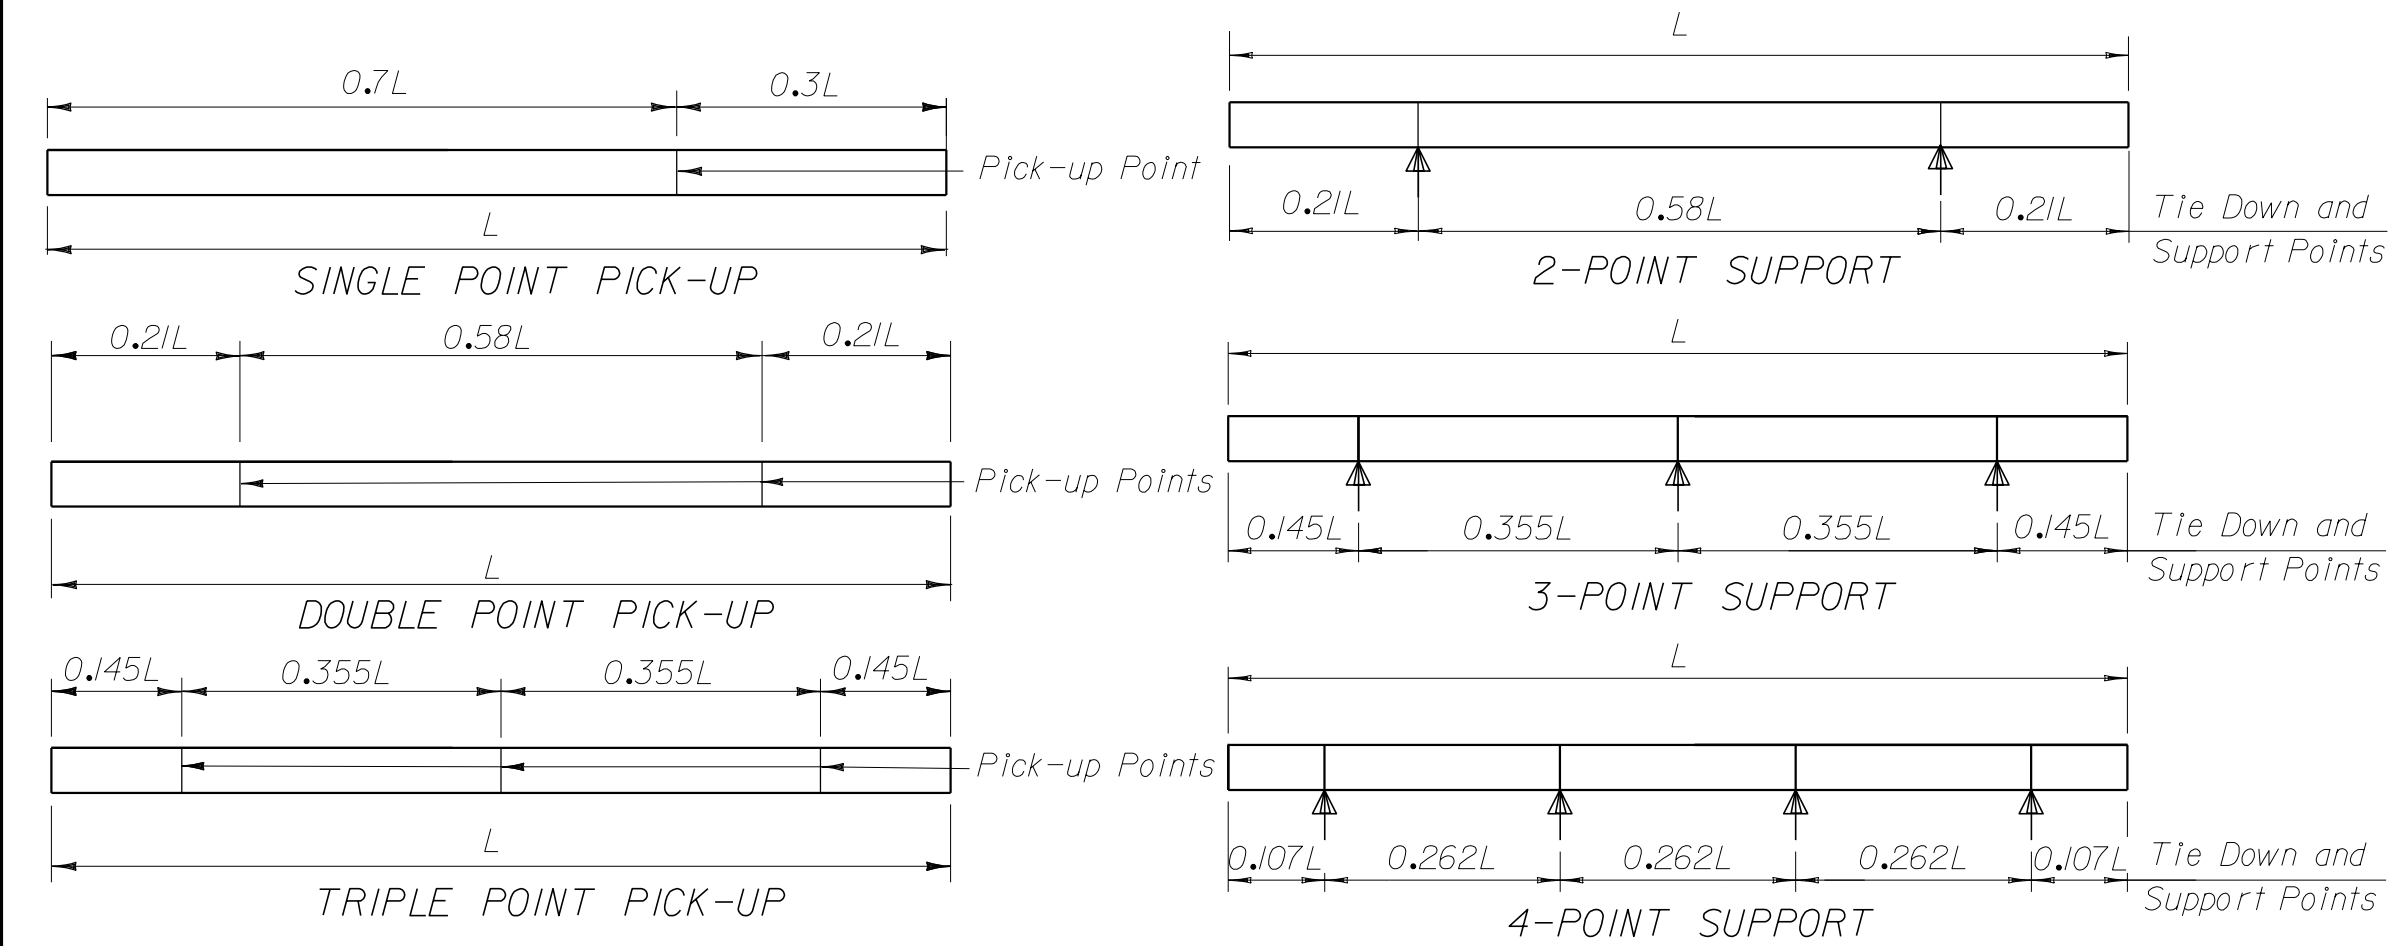 0.7L 0.3L
Pick-up Point
L
SINGLE POINT PICK-UP
0.21L 0.58L 0.21L
Pick-up Points
L
DOUBLE POINT PICK-UP
0.145L 0.355L 0.355L 0.145L
Pick-up Points
L
TRIPLE POINT PICK-UP
L
0.21L 0.58L 0.21L
Tie Down and
Support Points
2-POINT SUPPORT
L
0.145L 0.355L 0.355L 0.145L
Tie Down and
Support Points
3-POINT SUPPORT
L
0.107L 0.262L 0.262L 0.262L 0.107L
Tie Down and
Support Points
4-POINT SUPPORT